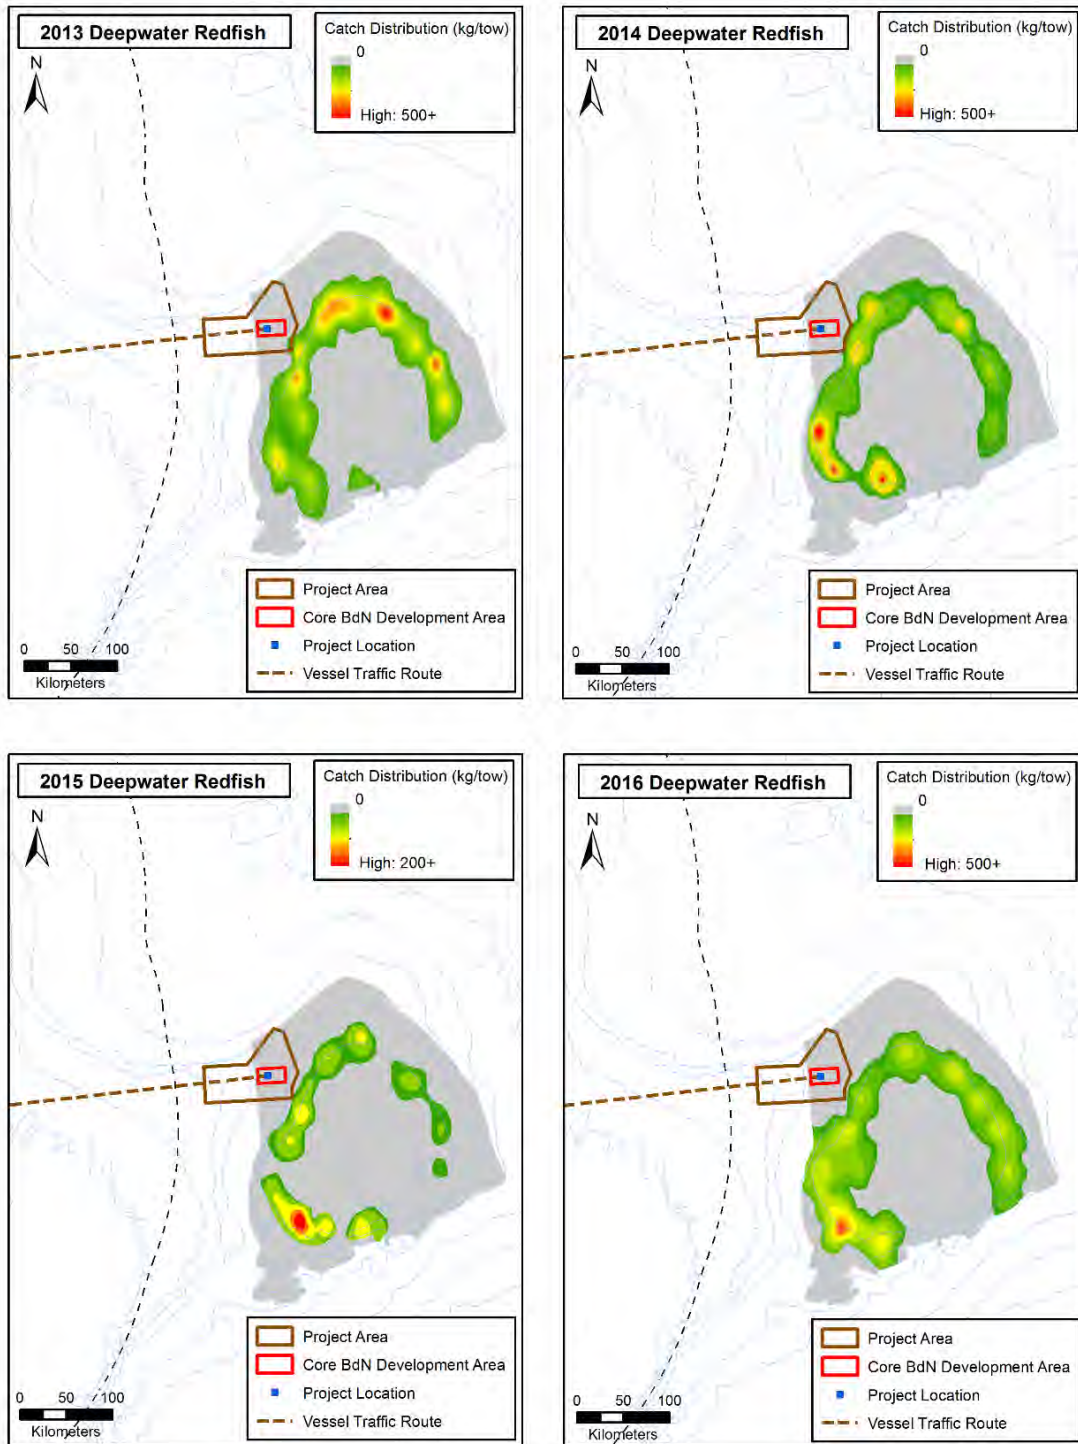 2013 Deepwater Redfish
Catch Distribution (kg/tow)
0
High: 500+
N
Project Area
Core BdN Development Area
Project Location
Vessel Traffic Route
0 50 100
Kilometers
2014 Deepwater Redfish
Catch Distribution (kg/tow)
0
High: 500+
N
Project Area
Core BdN Development Area
Project Location
Vessel Traffic Route
0 50 100
Kilometers
2015 Deepwater Redfish
Catch Distribution (kg/tow)
0
High: 200+
N
Project Area
Core BdN Development Area
Project Location
Vessel Traffic Route
0 50 100
Kilometers
2016 Deepwater Redfish
Catch Distribution (kg/tow)
0
High: 500+
N
Project Area
Core BdN Development Area
Project Location
Vessel Traffic Route
0 50 100
Kilometers